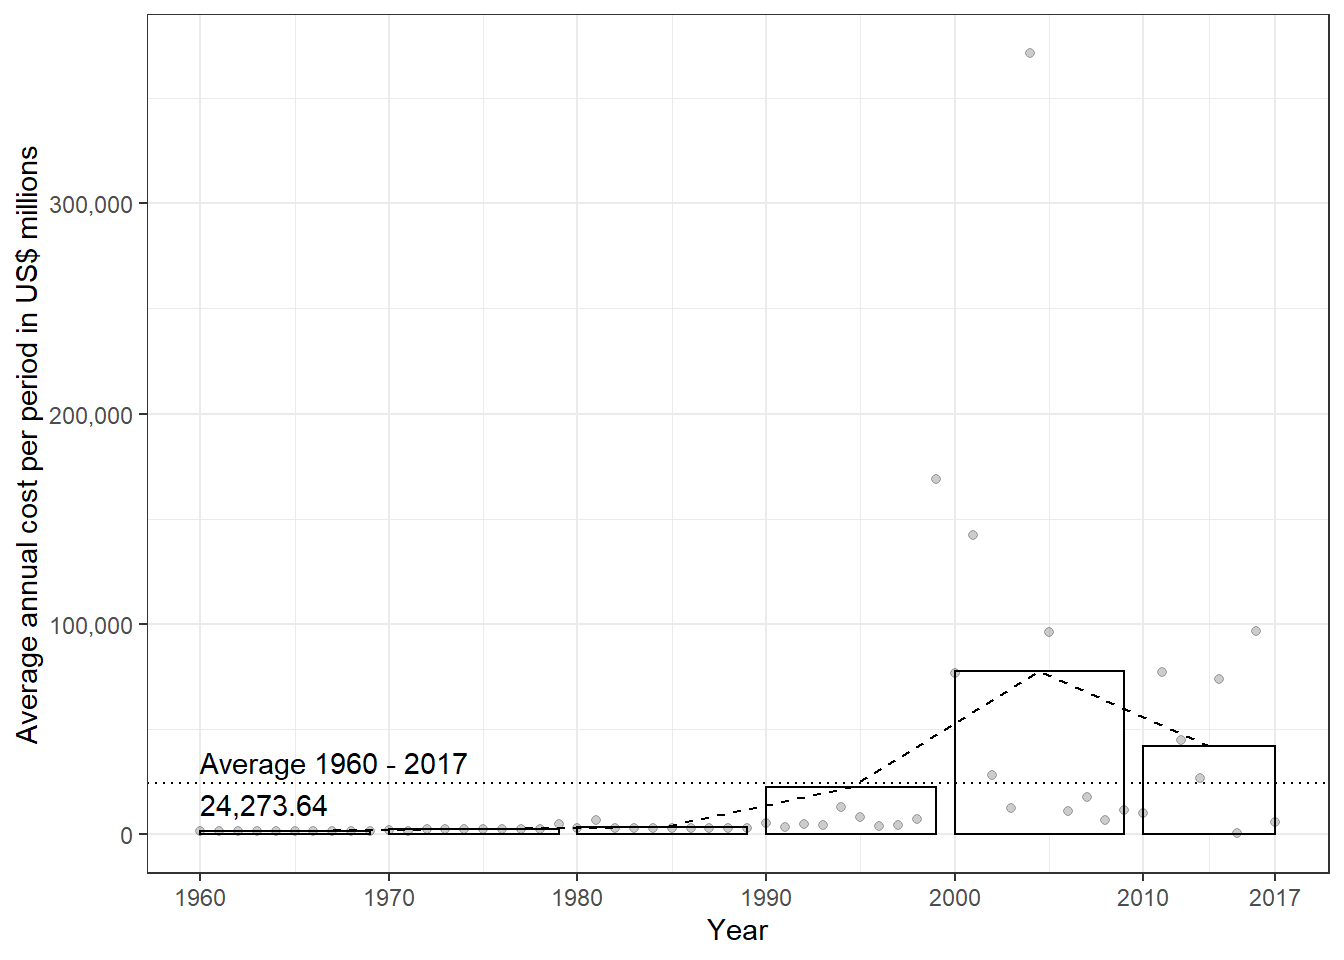 Average annual cost per period in US$ millions
300,000
200,000
100,000
0
Average 1960 - 2017
24,273.64
1960 1970 1980 1990 2000 2010 2017
Year